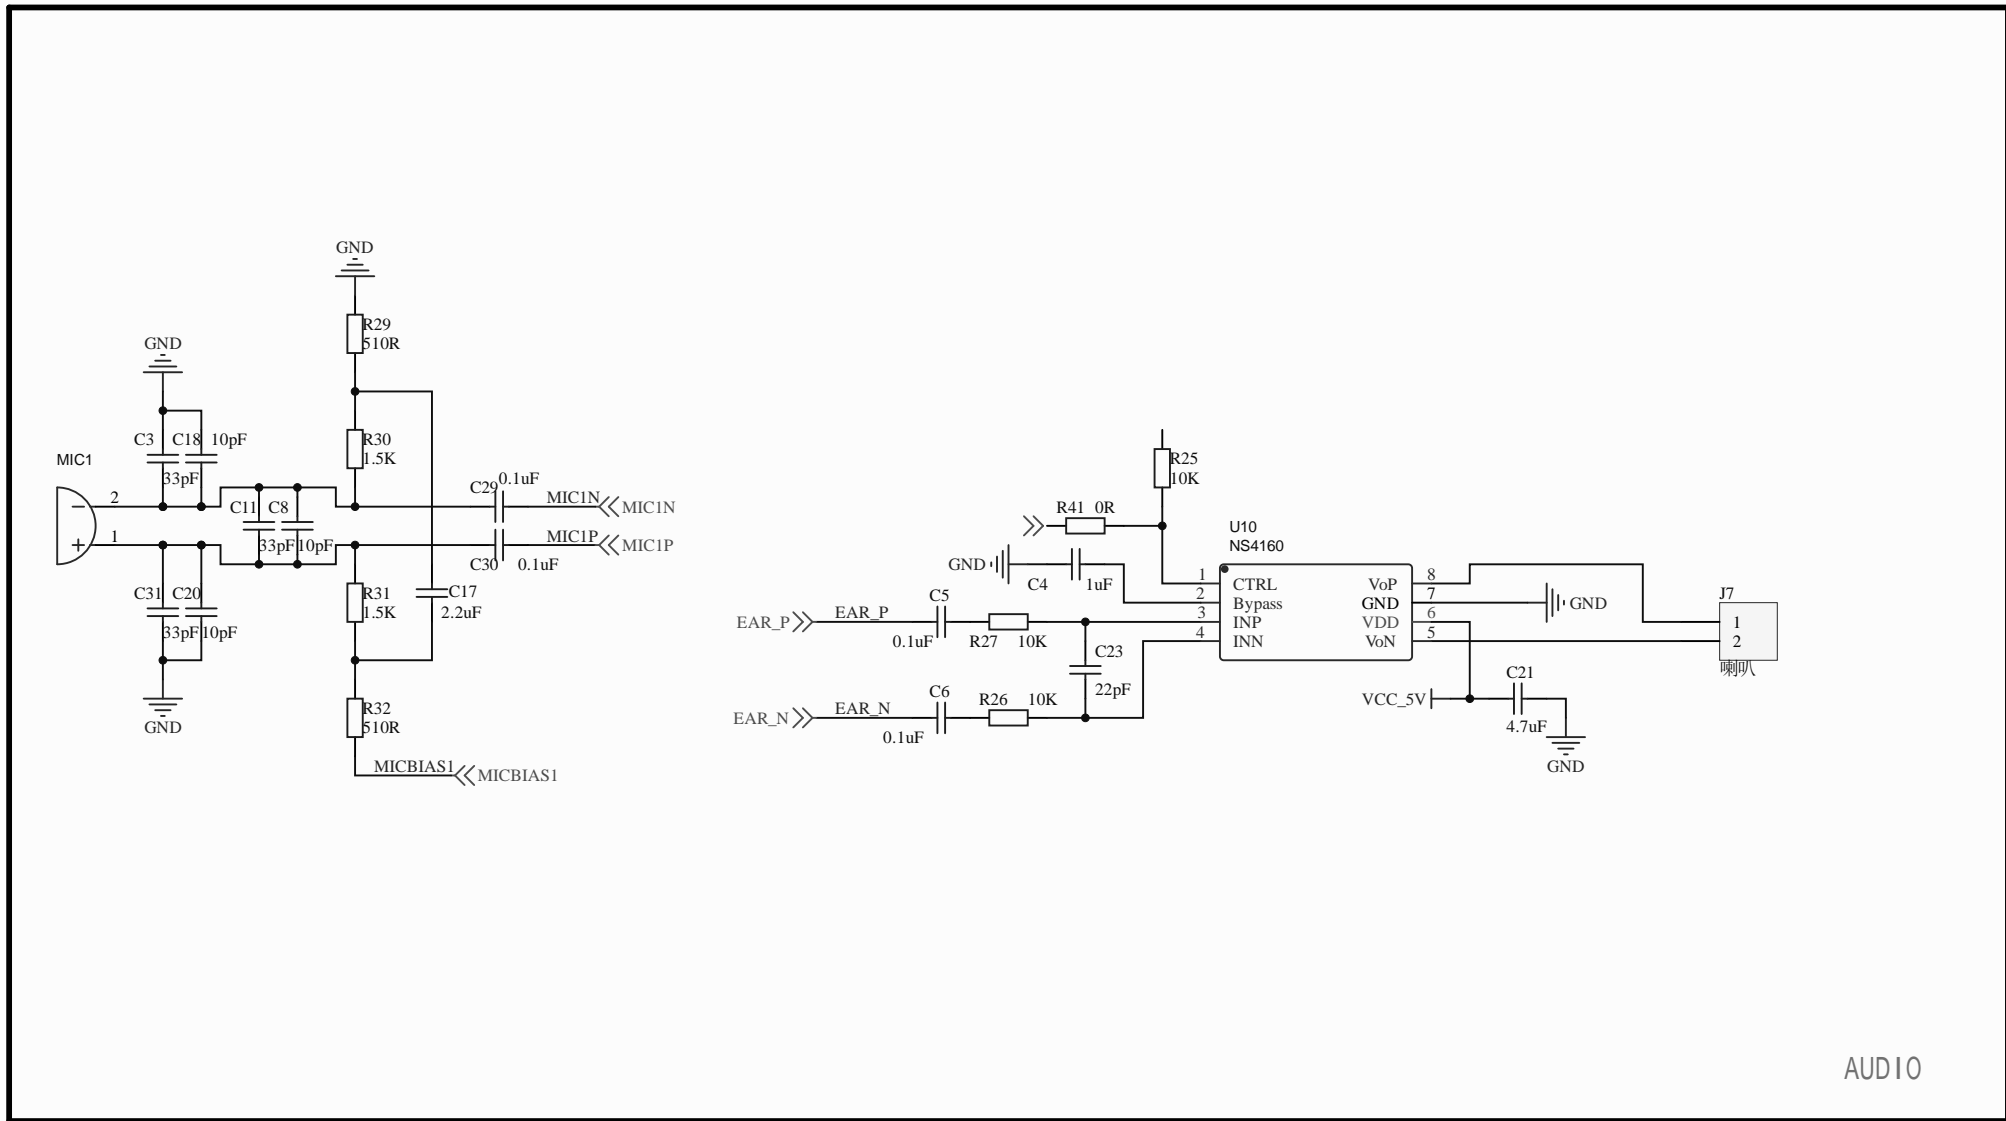 GND
R29
510R
GND
R30
1.5K
C3
C18
10pF
33pF
MIC1
2
1
C11
C8
33pF
10pF
C29
0.1uF
MIC1N
MIC1N
MIC1P
MIC1P
C30
0.1uF
C31
C20
33pF
10pF
GND
R31
1.5K
C17
2.2uF
R32
510R
MICBIAS1
MICBIAS1
R25
10K
R41
0R
GND
C4
1uF
EAR_P
EAR_P
C5
0.1uF
R27
10K
C23
22pF
EAR_N
EAR_N
C6
0.1uF
R26
10K
U10
NS4160
1
CTRL
2
Bypass
3
INP
4
INN
VoP
8
GND
7
VDD
6
VoN
5
GND
J7
1
2
喇叭
VCC_5V
C21
4.7uF
GND
AUDIO